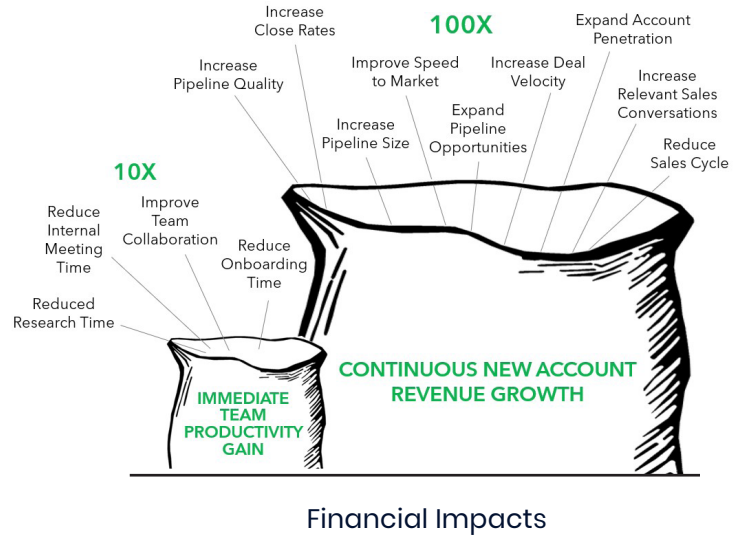 Increase
Close Rates
100X
Expand Account
Penetration
Increase
Pipeline Quality
Improve Speed
to Market
Increase Deal
Velocity
Increase
Relevant Sales
Conversations
Increase
Pipeline Size
Expand
Pipeline
Opportunities
Reduce
Sales Cycle
10X
Reduce
Internal
Meeting
Time
Improve
Team
Collaboration
Reduce
Onboarding
Time
Reduced
Research Time
IMMEDIATE
TEAM
PRODUCTIVITY
GAIN
CONTINUOUS NEW ACCOUNT
REVENUE GROWTH
Financial Impacts